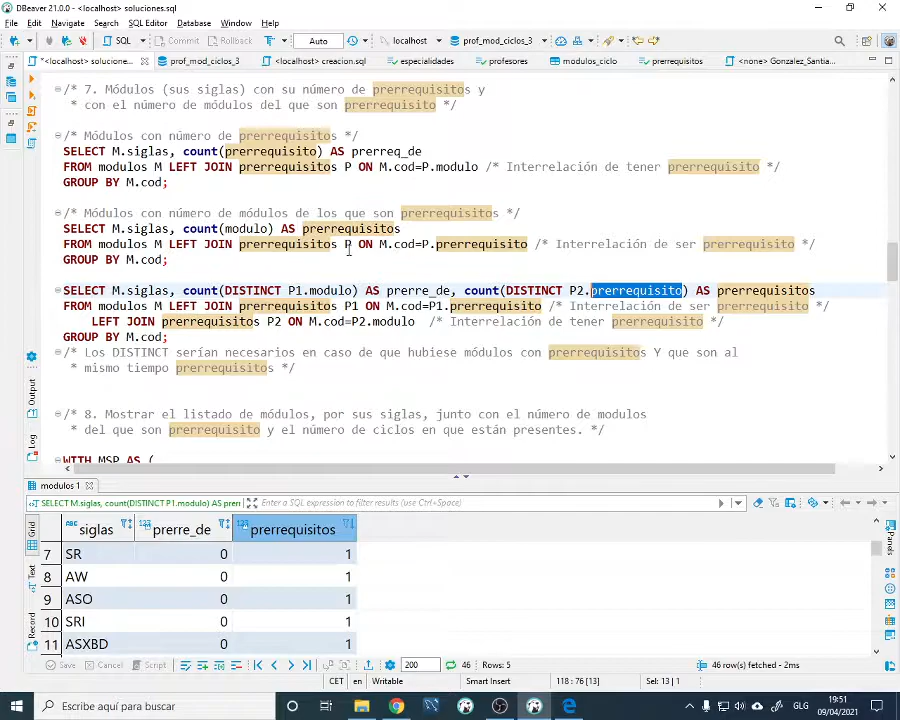 DBeaver 21.0.0 - <localhost> soluciones.sql
File Edit Navigate Search SQL Editor Database Window Help
SQL Commit Rollback Auto localhost prof_mod_ciclos_3
*<localhost> solucione... prof_mod_ciclos_3 <localhost> creacion.sql especialidades profesores modulos_ciclo prerrequisitos <none> Gonzalez_Santia...
/* 7. Módulos (sus siglas) con su número de prerrequisitos y
* con el número de módulos del que son prerrequisito */
/* Módulos con número de prerrequisitos */
SELECT M.siglas, count(prerrequisito) AS prerreq_de
FROM modulos M LEFT JOIN prerrequisitos P ON M.cod=P.modulo /* Interrelación de tener prerrequisito */
GROUP BY M.cod;
/* Módulos con número de módulos de los que son prerrequisitos */
SELECT M.siglas, count(modulo) AS prerrequisitos
FROM modulos M LEFT JOIN prerrequisitos P ON M.cod=P.prerrequisito /* Interrelación de ser prerrequisito */
GROUP BY M.cod;
SELECT M.siglas, count(DISTINCT P1.modulo) AS prerre_de, count(DISTINCT P2.prerrequisito) AS prerrequisitos
FROM modulos M LEFT JOIN prerrequisitos P1 ON M.cod=P1.prerrequisito /* Interrelación de ser prerrequisito */
LEFT JOIN prerrequisitos P2 ON M.cod=P2.modulo /* Interrelación de tener prerrequisito */
GROUP BY M.cod;
/* Los DISTINCT serían necesarios en caso de que hubiese módulos con prerrequisitos Y que son al
* mismo tiempo prerrequisitos */
/* 8. Mostrar el listado de módulos, por sus siglas, junto con el número de modulos
* del que son prerrequisito y el número de ciclos en que están presentes. */
WITH MSP AS (
Output
Log
modulos 1
SELECT M.siglas, count(DISTINCT P1.modulo) AS prerr Enter a SQL expression to filter results (use Ctrl+Space)
Grid
Text
Record
Panels
ABC siglas 123 prerre_de 123 prerrequisitos
7 SR 0 1
8 AW 0 1
9 ASO 0 1
10 SRI 0 1
11 ASXBD 0 1
Save Cancel Script 200 46 Rows: 5 46 row(s) fetched - 2ms
CET en Writable Smart Insert 118 : 76 [13] Sel: 13 | 1
Escribe aquí para buscar
GLG
19:51
09/04/2021